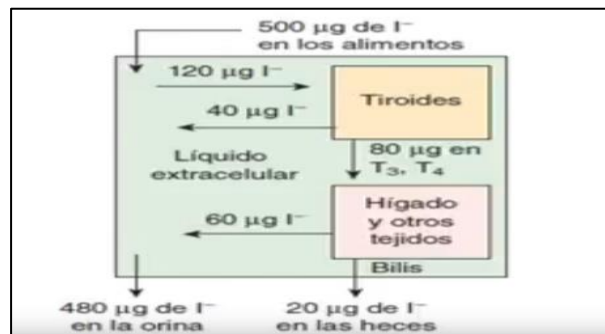 500 µg de I⁻
en los alimentos
120 µg I⁻
Tiroides
40 µg I⁻
80 µg en
T₃, T₄
Líquido
extracelular
Hígado
y otros
tejidos
60 µg I⁻
Bilis
480 µg de I⁻
en la orina
20 µg de I⁻
en las heces